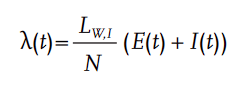 λ(t)= L_{W,I} / N (E(t) + I(t))